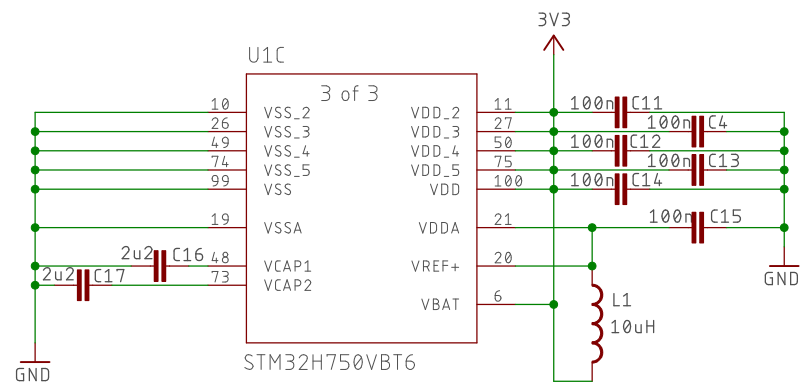 3V3
U1C
3 of 3
10 VSS_2 VDD_2 11 100n C11
26 VSS_3 VDD_3 27 100n C4
49 VSS_4 VDD_4 50 100n C12
74 VSS_5 VDD_5 75 100n C13
99 VSS VDD 100 100n C14
19 VSSA VDDA 21 100n C15
2u2 C16 48 VCAP1 VREF+ 20
2u2 C17 73 VCAP2
GND
VBAT 6
L1
10uH
STM32H750VBT6
GND